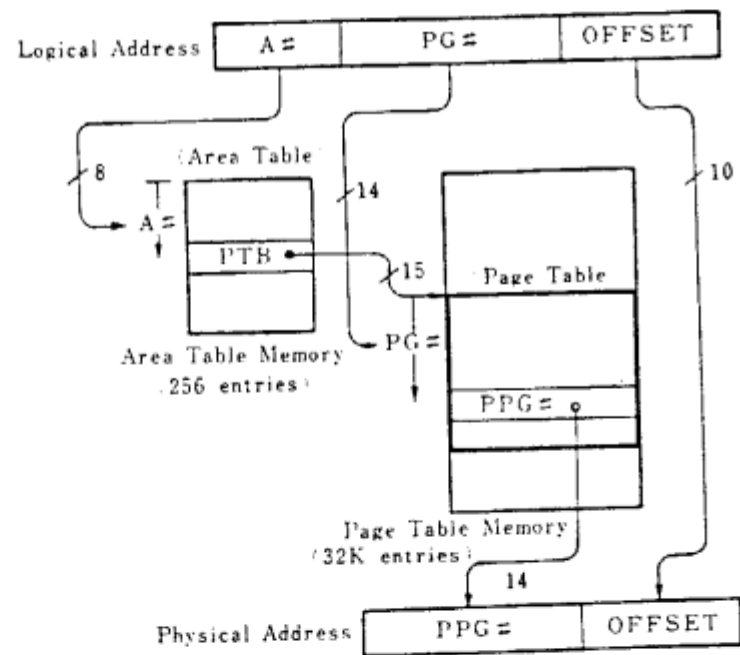 Logical Address A# PG# OFFSET
8
(Area Table)
14
10
A#
PTB
15
Page Table
PG#
Area Table Memory
(256 entries)
PPG#
Page Table Memory
(32K entries)
14
Physical Address PPG# OFFSET